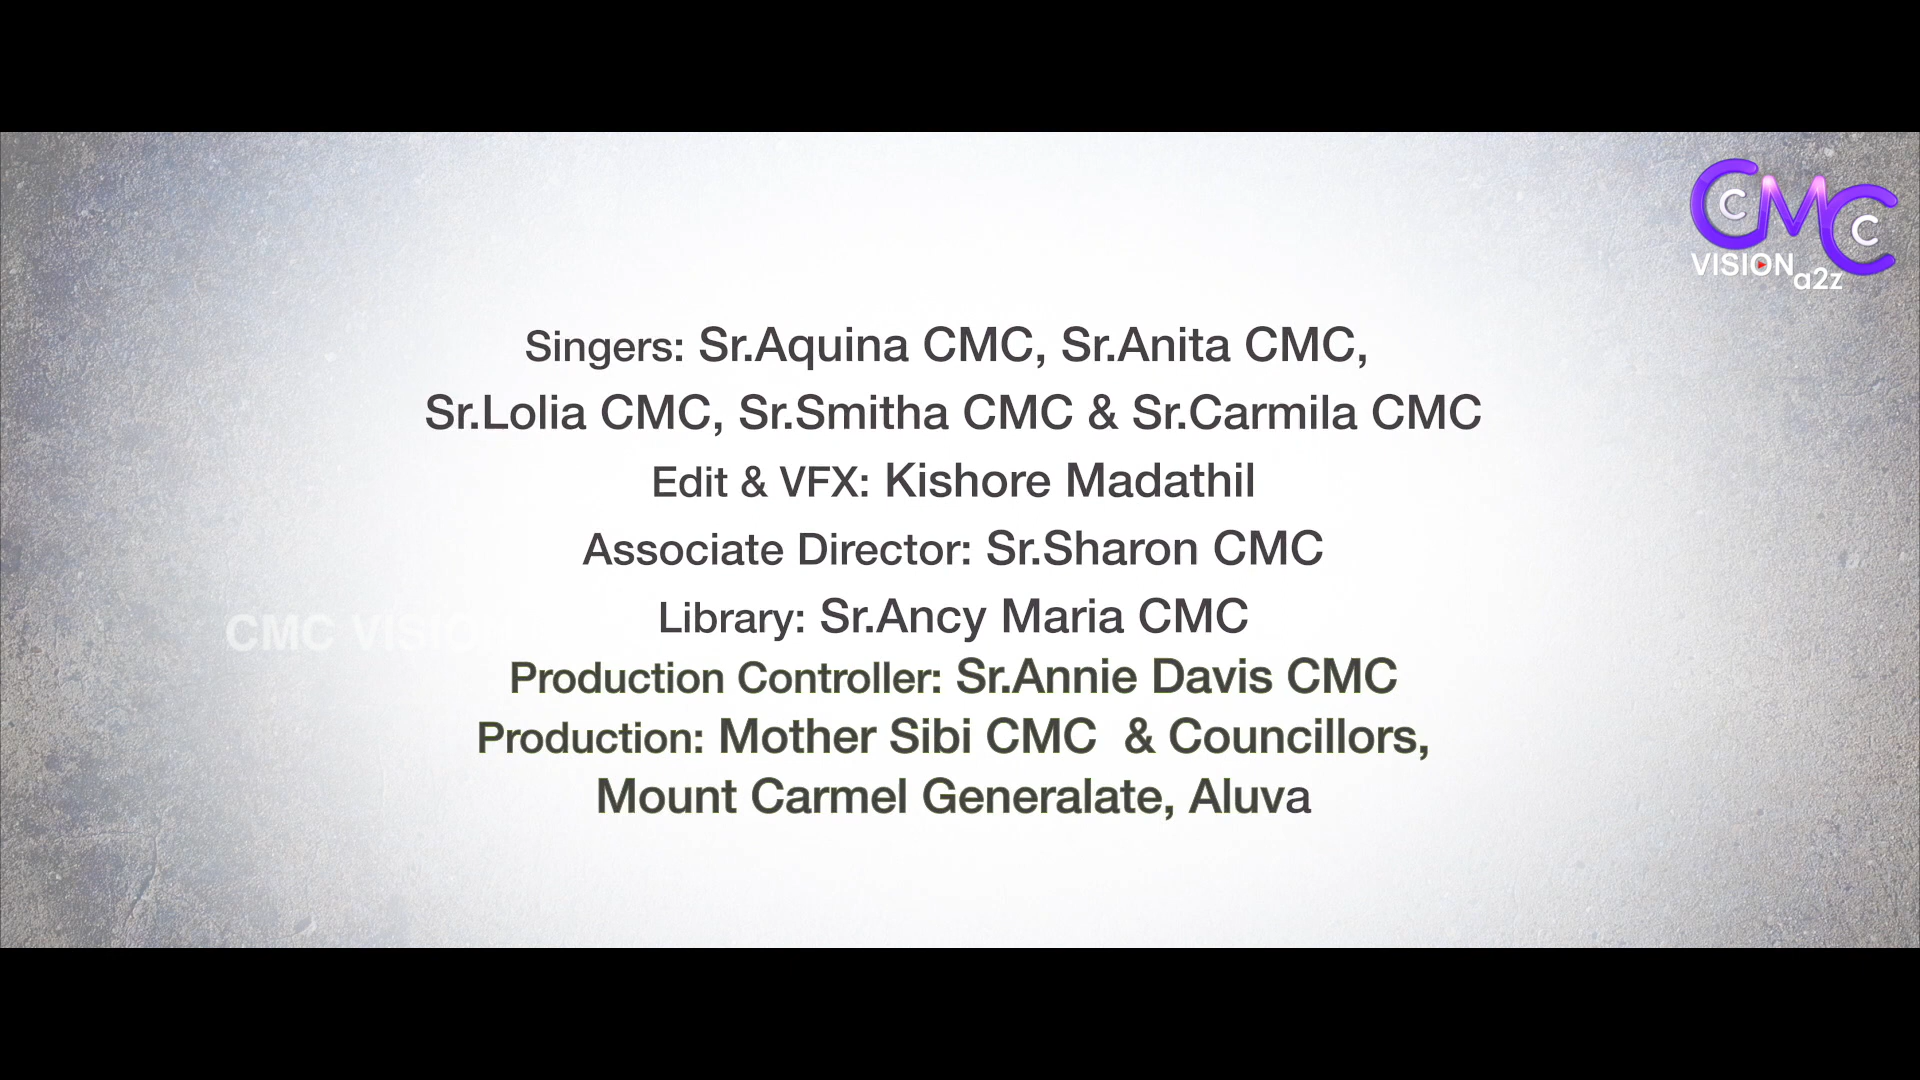 CMC
C C
VISION
a2z
Singers: Sr.Aquina CMC, Sr.Anita CMC,
Sr.Lolia CMC, Sr.Smitha CMC & Sr.Carmila CMC
Edit & VFX: Kishore Madathil
Associate Director: Sr.Sharon CMC
Library: Sr.Ancy Maria CMC
CMC VISION
Production Controller: Sr.Annie Davis CMC
Production: Mother Sibi CMC  & Councillors,
Mount Carmel Generalate, Aluva